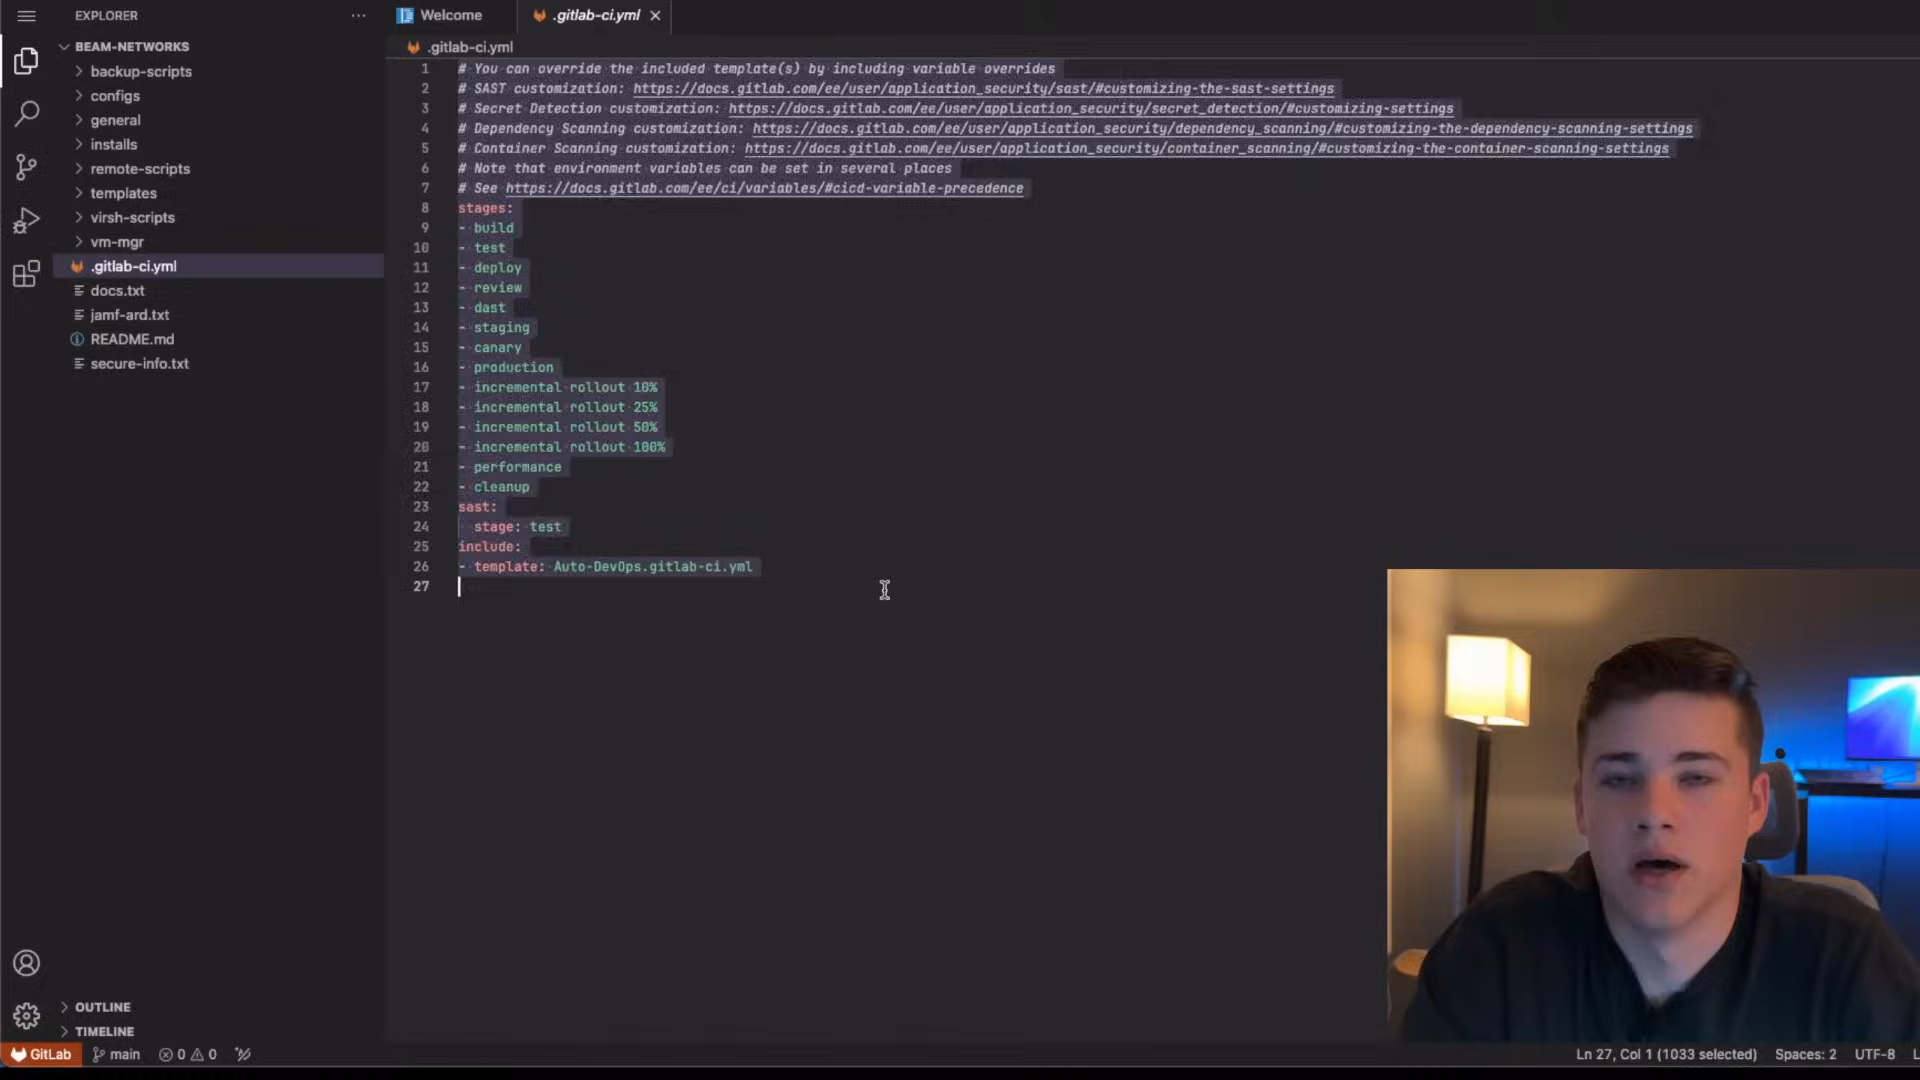 EXPLORER
Welcome
.gitlab-ci.yml
BEAM-NETWORKS
backup-scripts
configs
general
installs
remote-scripts
templates
virsh-scripts
vm-mgr
.gitlab-ci.yml
docs.txt
jamf-ard.txt
README.md
secure-info.txt
OUTLINE
TIMELINE
.gitlab-ci.yml
1 # You can override the included template(s) by including variable overrides
2 # SAST customization: https://docs.gitlab.com/ee/user/application_security/sast/#customizing-the-sast-settings
3 # Secret Detection customization: https://docs.gitlab.com/ee/user/application_security/secret_detection/#customizing-settings
4 # Dependency Scanning customization: https://docs.gitlab.com/ee/user/application_security/dependency_scanning/#customizing-the-dependency-scanning-settings
5 # Container Scanning customization: https://docs.gitlab.com/ee/user/application_security/container_scanning/#customizing-the-container-scanning-settings
6 # Note that environment variables can be set in several places
7 # See https://docs.gitlab.com/ee/ci/variables/#cicd-variable-precedence
8 stages:
9 - build
10 - test
11 - deploy
12 - review
13 - dast
14 - staging
15 - canary
16 - production
17 - incremental rollout 10%
18 - incremental rollout 25%
19 - incremental rollout 50%
20 - incremental rollout 100%
21 - performance
22 - cleanup
23 sast:
24 stage: test
25 include:
26 - template: Auto-DevOps.gitlab-ci.yml
27
GitLab main 0 0 Ln 27, Col 1 (1033 selected) Spaces: 2 UTF-8 L